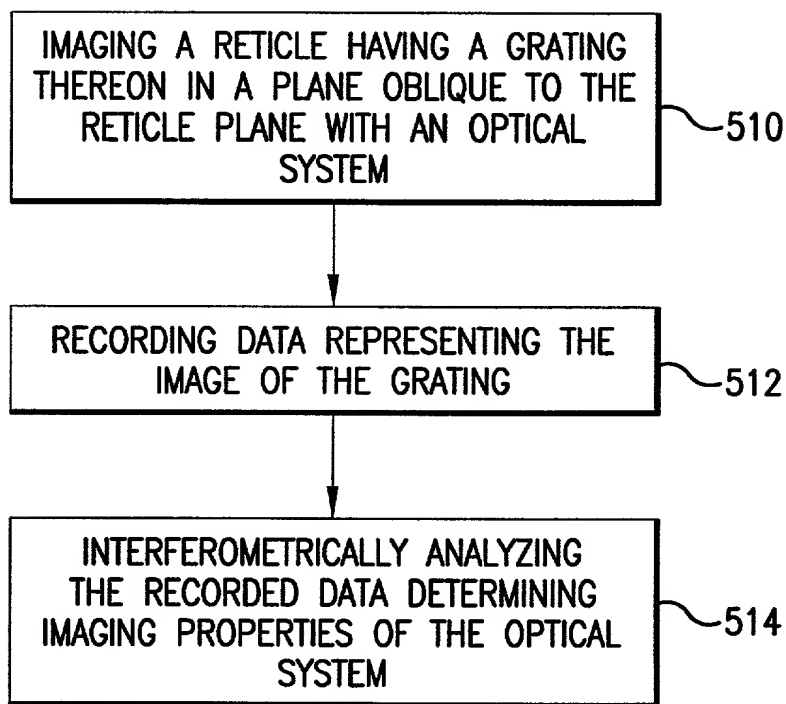 IMAGING A RETICLE HAVING A GRATING
THEREON IN A PLANE OBLIQUE TO THE
RETICLE PLANE WITH AN OPTICAL
SYSTEM
510
RECORDING DATA REPRESENTING THE
IMAGE OF THE GRATING
512
INTERFEROMETRICALLY ANALYZING
THE RECORDED DATA DETERMINING
IMAGING PROPERTIES OF THE OPTICAL
SYSTEM
514